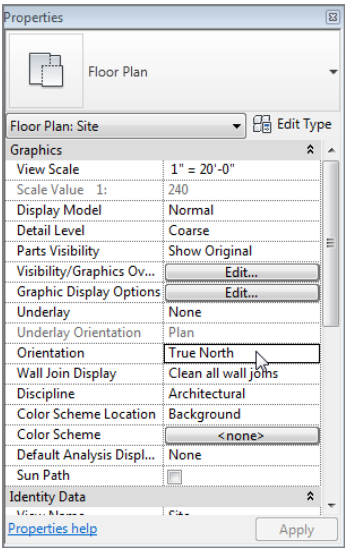 Properties
Floor Plan
Floor Plan: Site Edit Type
Graphics
View Scale 1" = 20'-0"
Scale Value 1: 240
Display Model Normal
Detail Level Coarse
Parts Visibility Show Original
Visibility/Graphics Ov... Edit...
Graphic Display Options Edit...
Underlay None
Underlay Orientation Plan
Orientation True North
Wall Join Display Clean all wall joins
Discipline Architectural
Color Scheme Location Background
Color Scheme <none>
Default Analysis Displ... None
Sun Path
Identity Data
View Name Site
Properties help Apply